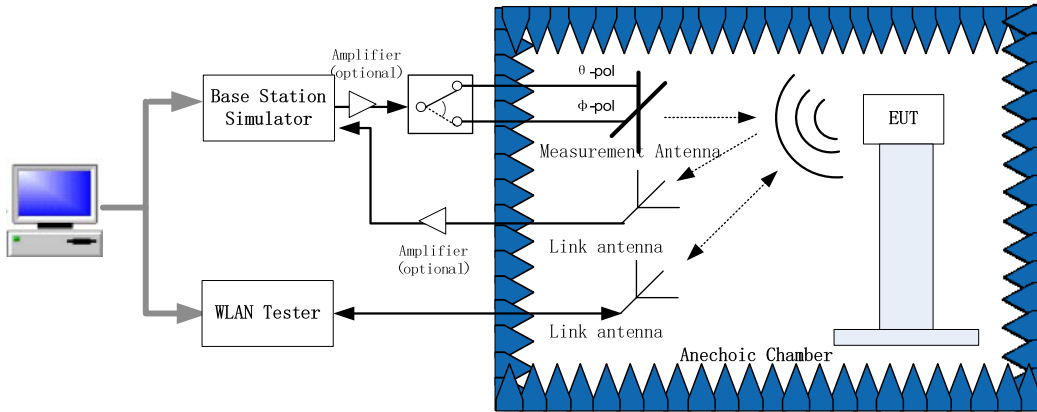 Amplifier
(optional)
θ-pol
Φ-pol
Base Station
Simulator
EUT
Measurement Antenna
Amplifier
(optional)
Link antenna
WLAN Tester
Link antenna
Anechoic Chamber